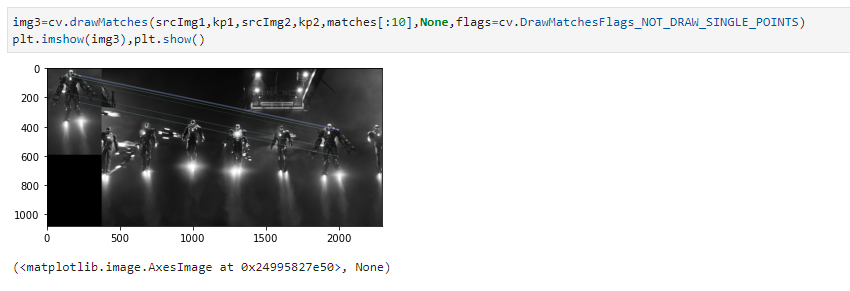 img3=cv.drawMatches(srcImg1,kp1,srcImg2,kp2,matches[:10],None,flags=cv.DrawMatchesFlags_NOT_DRAW_SINGLE_POINTS)
plt.imshow(img3),plt.show()
0
200
400
600
800
1000
0 500 1000 1500 2000
(<matplotlib.image.AxesImage at 0x24995827e50>, None)